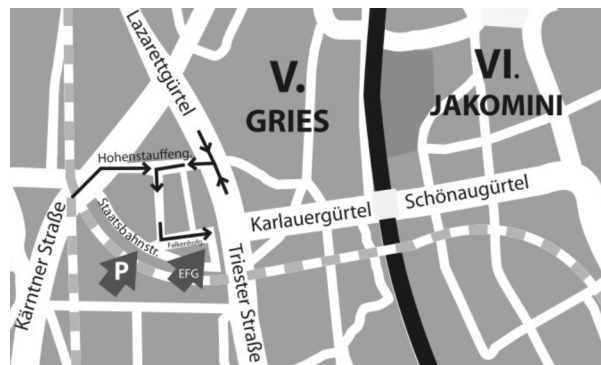 Lazarettgürtel
V.
GRIES
VI.
JAKOMINI
Hohenstauffeng.
Kärntner Straße
Staatsbahnstr.
Falkenhofg.
P
EFG
Triester Straße
Karlauergürtel
Schönaugürtel